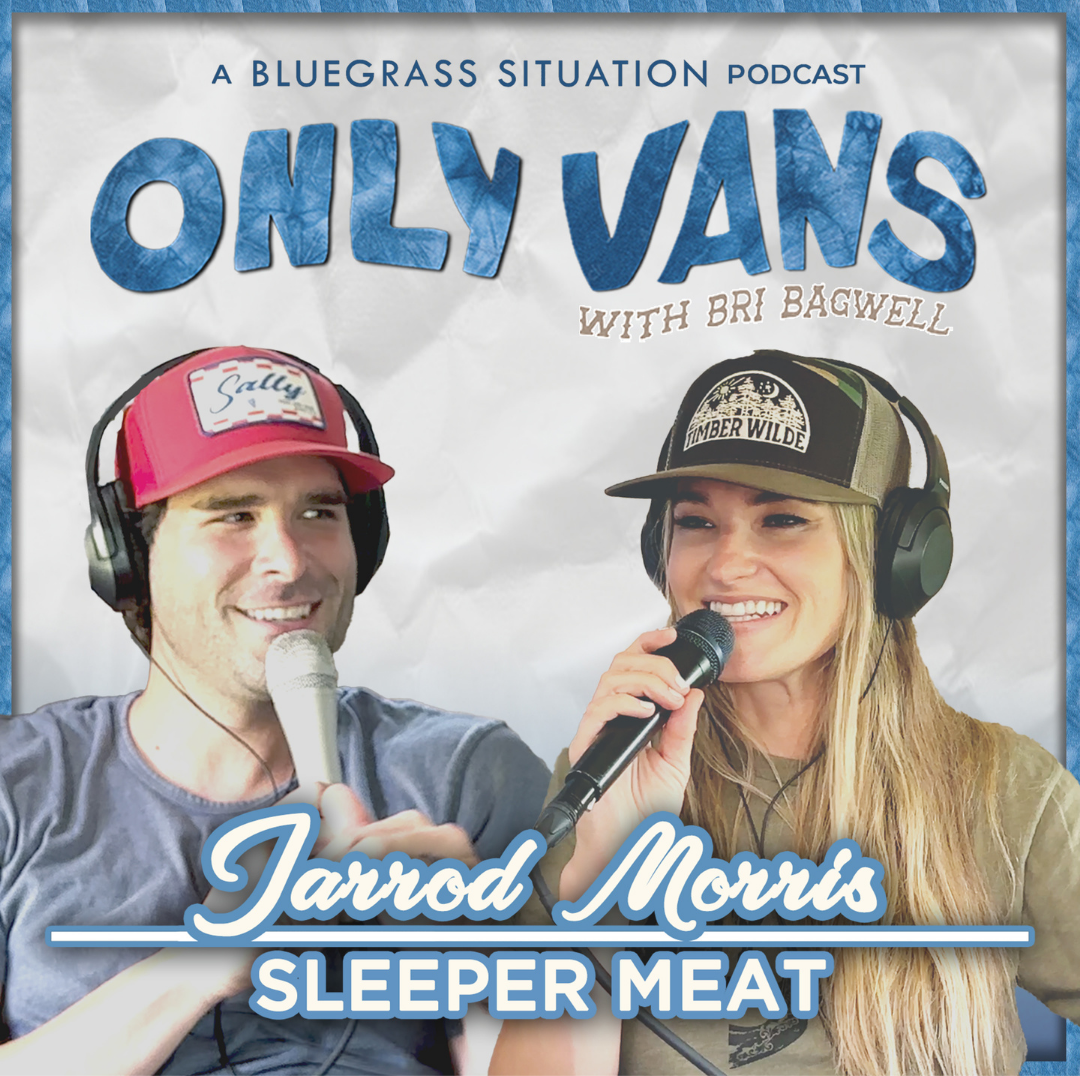 A BLUEGRASS SITUATION PODCAST
ONLY VANS
WITH BRI BAGWELL
Sally
TIMBER WILDE
Jarrod Morris
SLEEPER MEAT